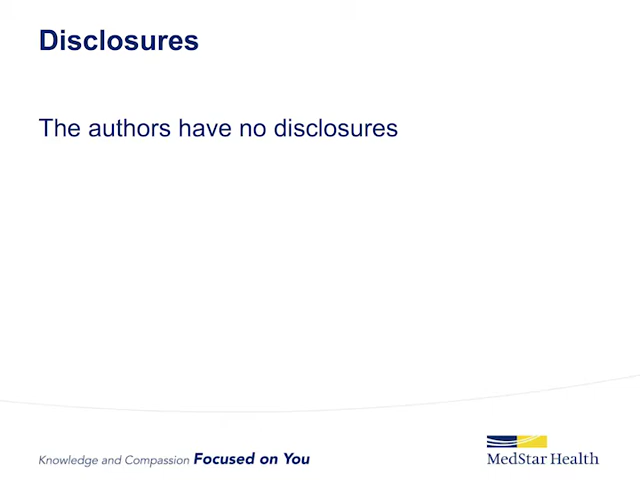 Disclosures
The authors have no disclosures
Knowledge and Compassion Focused on You
MedStar Health